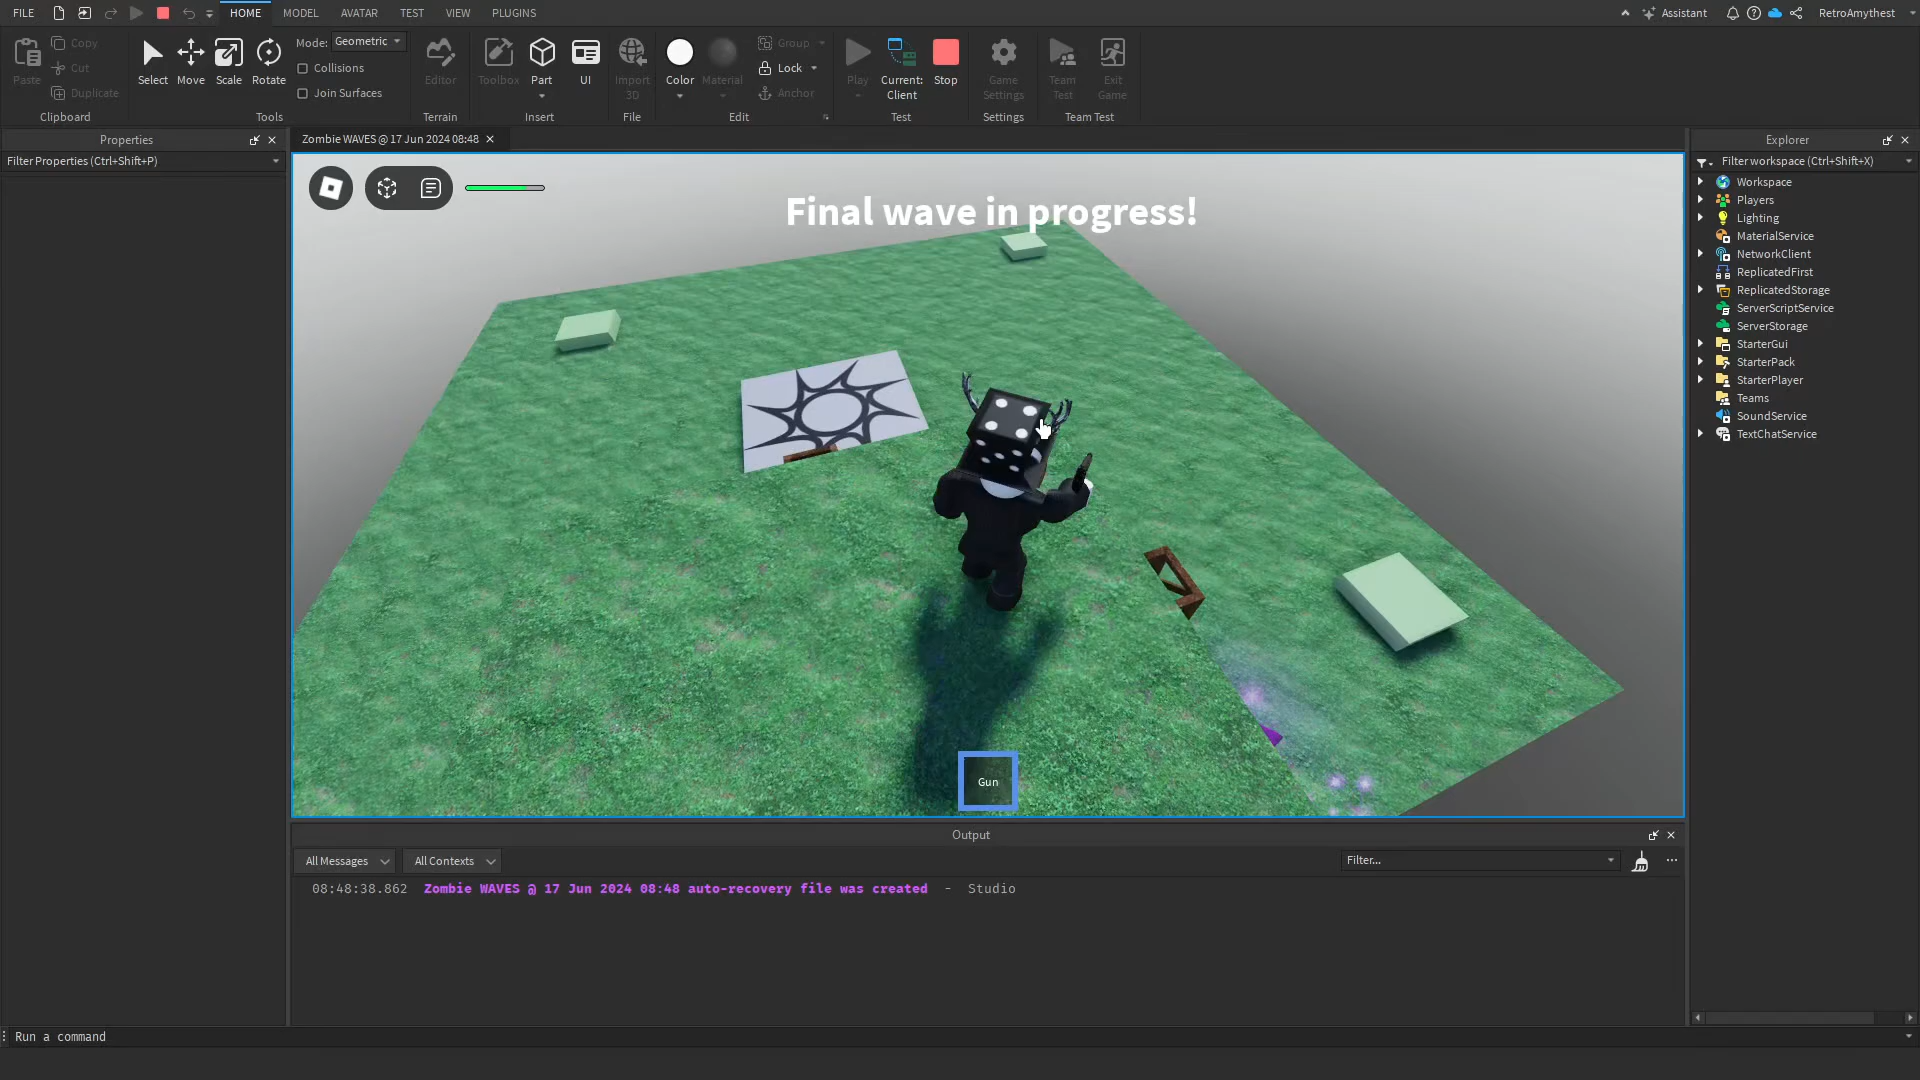 FILE HOME MODEL AVATAR TEST VIEW PLUGINS Assistant RetroAmythest
Paste Copy Cut Duplicate Clipboard
Select Move Scale Rotate Mode: Geometric Collisions Join Surfaces Tools
Editor Terrain
Toolbox Part UI Insert
Import 3D File
Color Material Group Lock Anchor Edit
Play Current: Client Stop Test
Game Settings Settings
Team Test Exit Game Team Test
Properties
Filter Properties (Ctrl+Shift+P)
Zombie WAVES @ 17 Jun 2024 08:48
Final wave in progress!
Gun
Explorer
Filter workspace (Ctrl+Shift+X)
Workspace
Players
Lighting
MaterialService
NetworkClient
ReplicatedFirst
ReplicatedStorage
ServerScriptService
ServerStorage
StarterGui
StarterPack
StarterPlayer
Teams
SoundService
TextChatService
Output
All Messages All Contexts Filter...
08:48:38.862 Zombie WAVES @ 17 Jun 2024 08:48 auto-recovery file was created - Studio
Run a command